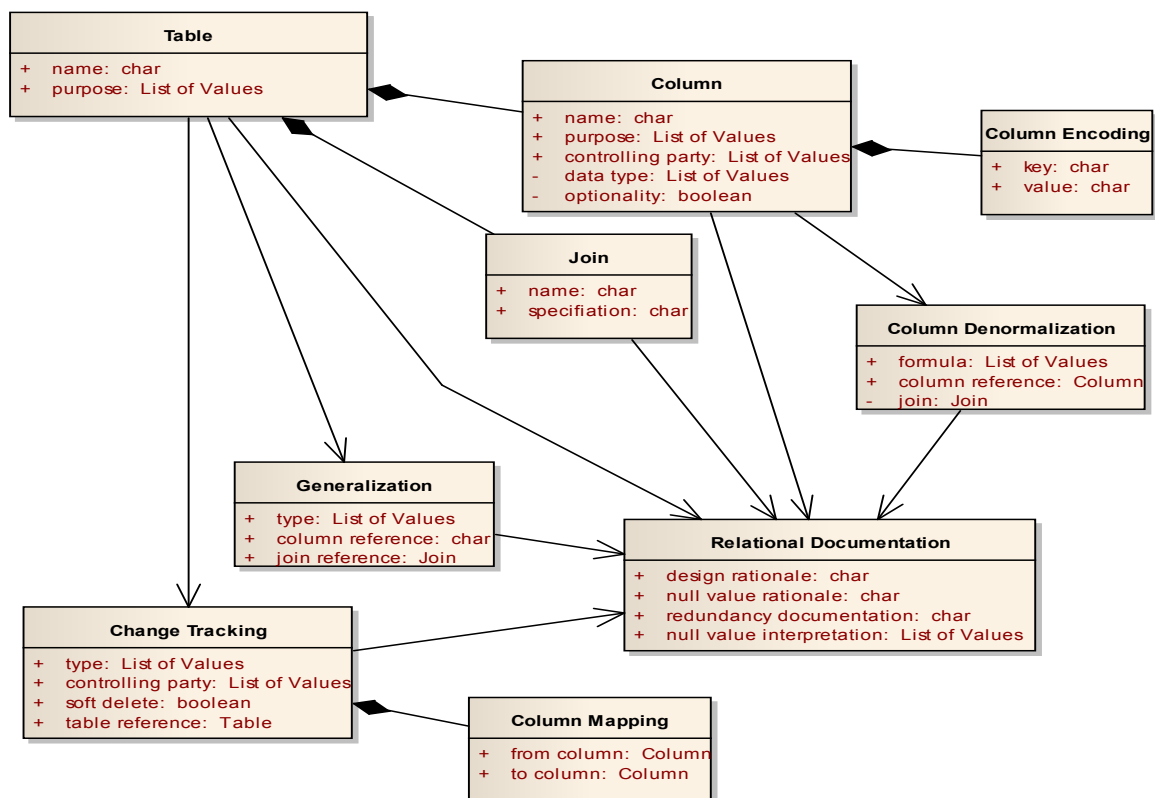 Table
+ name: char
+ purpose: List of Values
Column
+ name: char
+ purpose: List of Values
+ controlling party: List of Values
- data type: List of Values
- optionality: boolean
Column Encoding
+ key: char
+ value: char
Join
+ name: char
+ specifiation: char
Column Denormalization
+ formula: List of Values
+ column reference: Column
- join: Join
Generalization
+ type: List of Values
+ column reference: char
+ join reference: Join
Relational Documentation
+ design rationale: char
+ null value rationale: char
+ redundancy documentation: char
+ null value interpretation: List of Values
Change Tracking
+ type: List of Values
+ controlling party: List of Values
+ soft delete: boolean
+ table reference: Table
Column Mapping
+ from column: Column
+ to column: Column